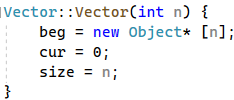 Vector::Vector(int n) {
    beg = new Object* [n];
    cur = 0;
    size = n;
}